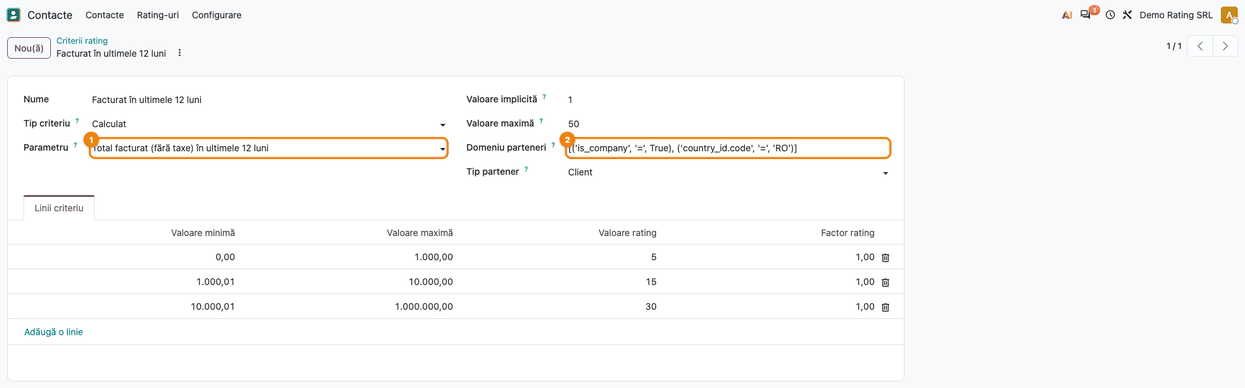 Contacte Contacte Rating-uri Configurare AI 3 Demo Rating SRL A
Nou(ă) Criterii rating 1 / 1
Facturat în ultimele 12 luni
Nume Facturat în ultimele 12 luni Valoare implicită ? 1
Tip criteriu ? Calculat Valoare maximă ? 50
1 2
Parametru ? Total facturat (fără taxe) în ultimele 12 luni Domeniu parteneri ? [('is_company', '=', True), ('country_id.code', '=', 'RO')]
Tip partener ? Client
Linii criteriu
Valoare minimă Valoare maximă Valoare rating Factor rating
0,00 1.000,00 5 1,00
1.000,01 10.000,00 15 1,00
10.000,01 1.000.000,00 30 1,00
Adăugă o linie